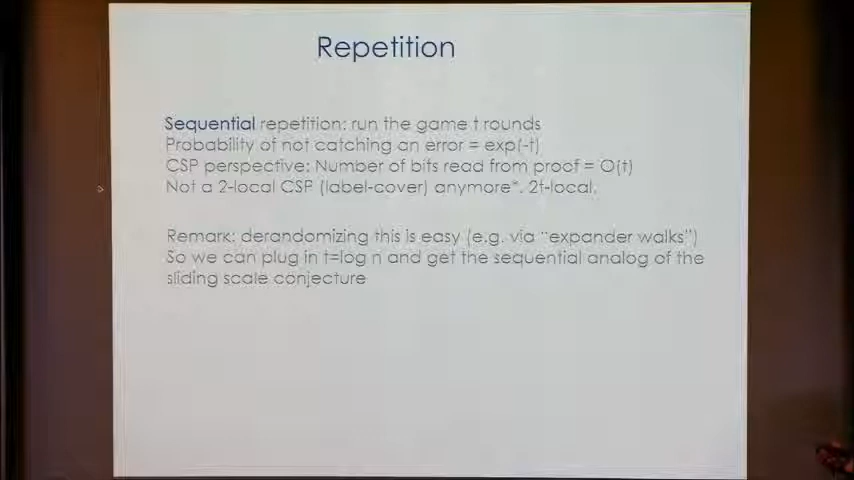 Repetition
Sequential repetition: run the game t rounds
Probability of not catching an error = exp(-t)
CSP perspective: Number of bits read from proof = O(t)
Not a 2-local CSP (label-cover) anymore*. 2t-local.
Remark: derandomizing this is easy (e.g. via "expander walks")
So we can plug in t=log n and get the sequential analog of the
sliding scale conjecture